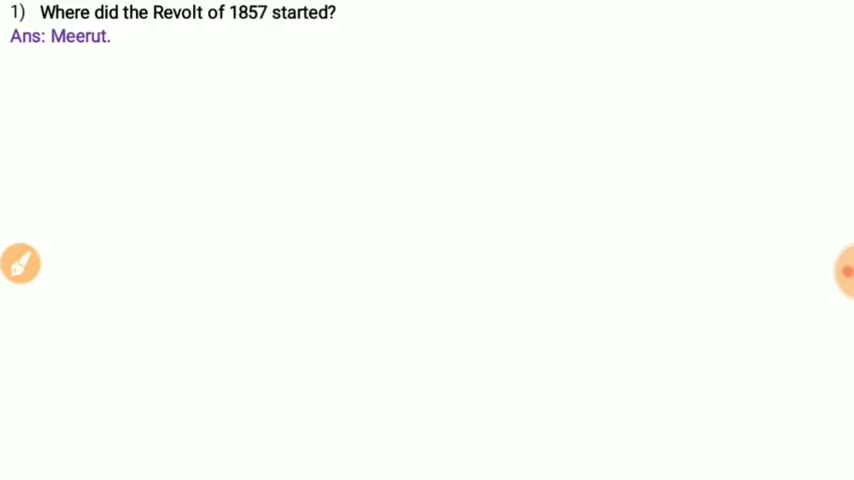 1) Where did the Revolt of 1857 started?
Ans: Meerut.